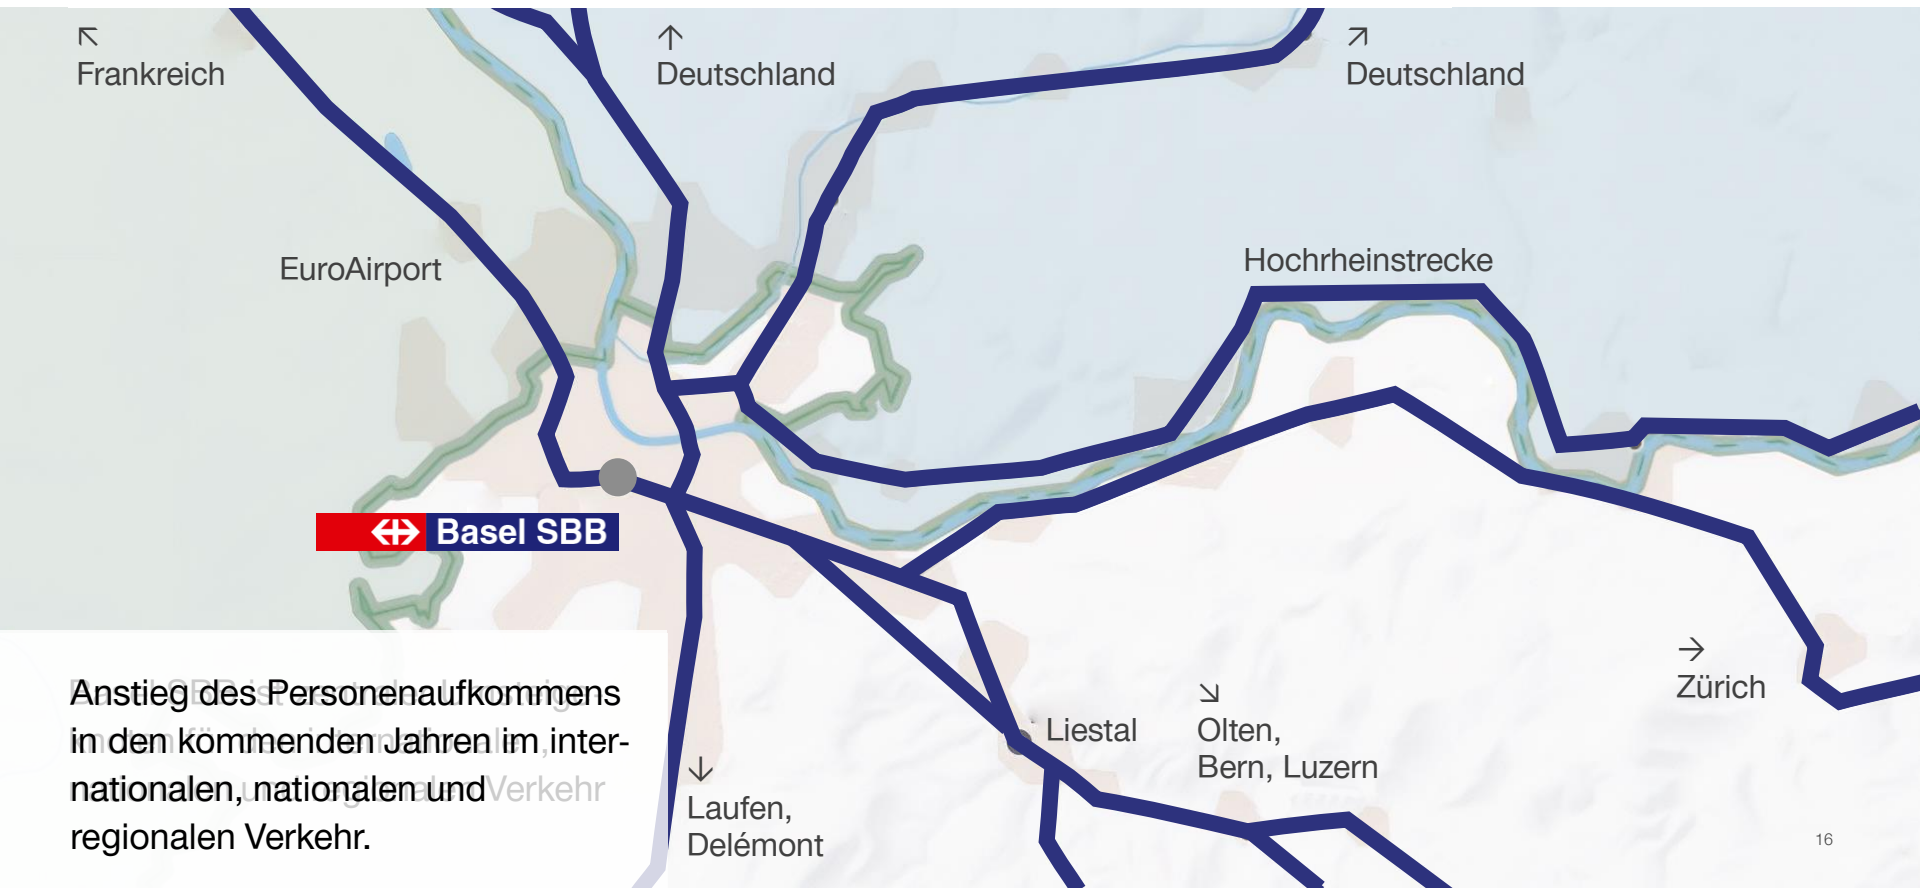 Frankreich
Deutschland
Deutschland
EuroAirport
Hochrheinstrecke
Basel SBB
Zürich
Liestal
Olten,
Bern, Luzern
Laufen,
Delémont
Anstieg des Personenaufkommens
in den kommenden Jahren im inter-
nationalen, nationalen und
regionalen Verkehr.
Verkehr
16